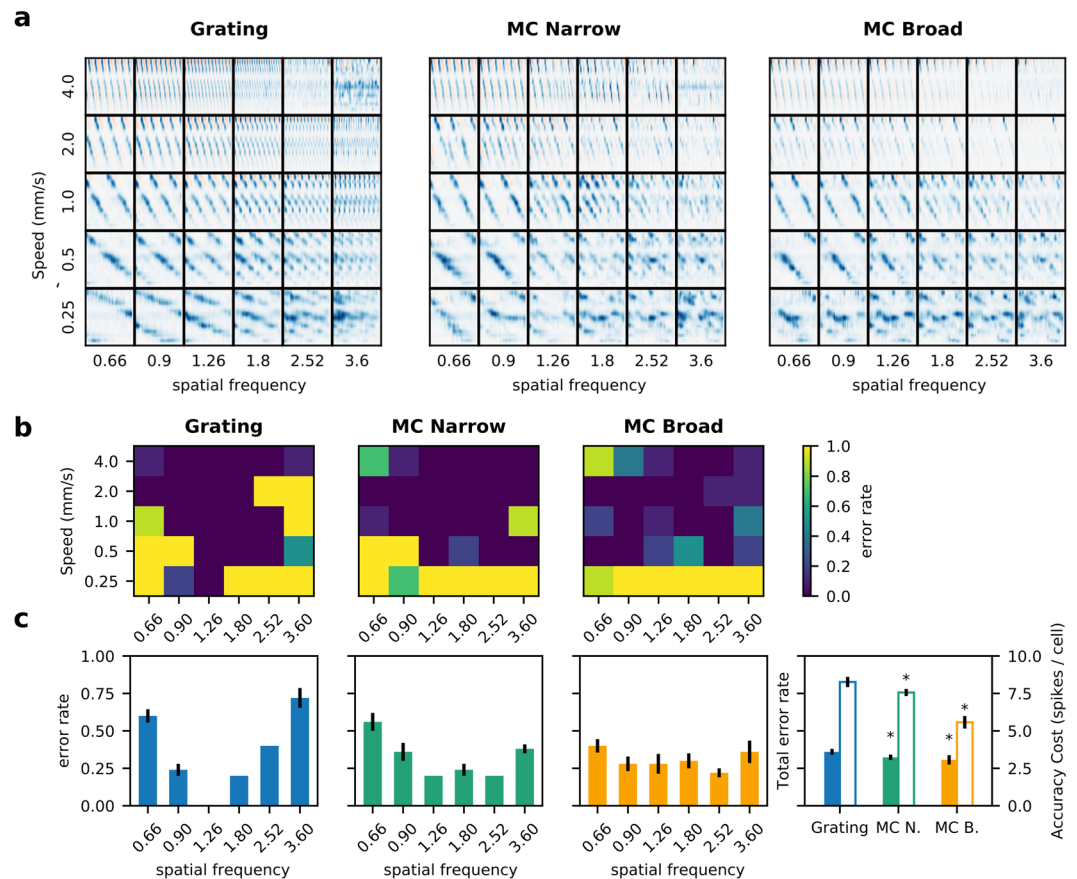 a
Grating MC Narrow MC Broad
Speed (mm/s)
4.0
2.0
1.0
0.5
0.25
0.66 0.9 1.26 1.8 2.52 3.6 0.66 0.9 1.26 1.8 2.52 3.6 0.66 0.9 1.26 1.8 2.52 3.6
spatial frequency spatial frequency spatial frequency
b
Grating MC Narrow MC Broad
Speed (mm/s)
4.0
2.0
1.0
0.5
0.25
0.66 0.90 1.26 1.80 2.52 3.60 0.66 0.90 1.26 1.80 2.52 3.60 0.66 0.90 1.26 1.80 2.52 3.60
1.0
0.8
0.6
0.4
0.2
0.0
error rate
c
error rate
1.00
0.75
0.50
0.25
0.00
0.66 0.90 1.26 1.80 2.52 3.60 0.66 0.90 1.26 1.80 2.52 3.60 0.66 0.90 1.26 1.80 2.52 3.60
spatial frequency spatial frequency spatial frequency
Total error rate
* * * *
Grating MC N. MC B.
10.0
7.5
5.0
2.5
0.0
Accuracy Cost (spikes / cell)